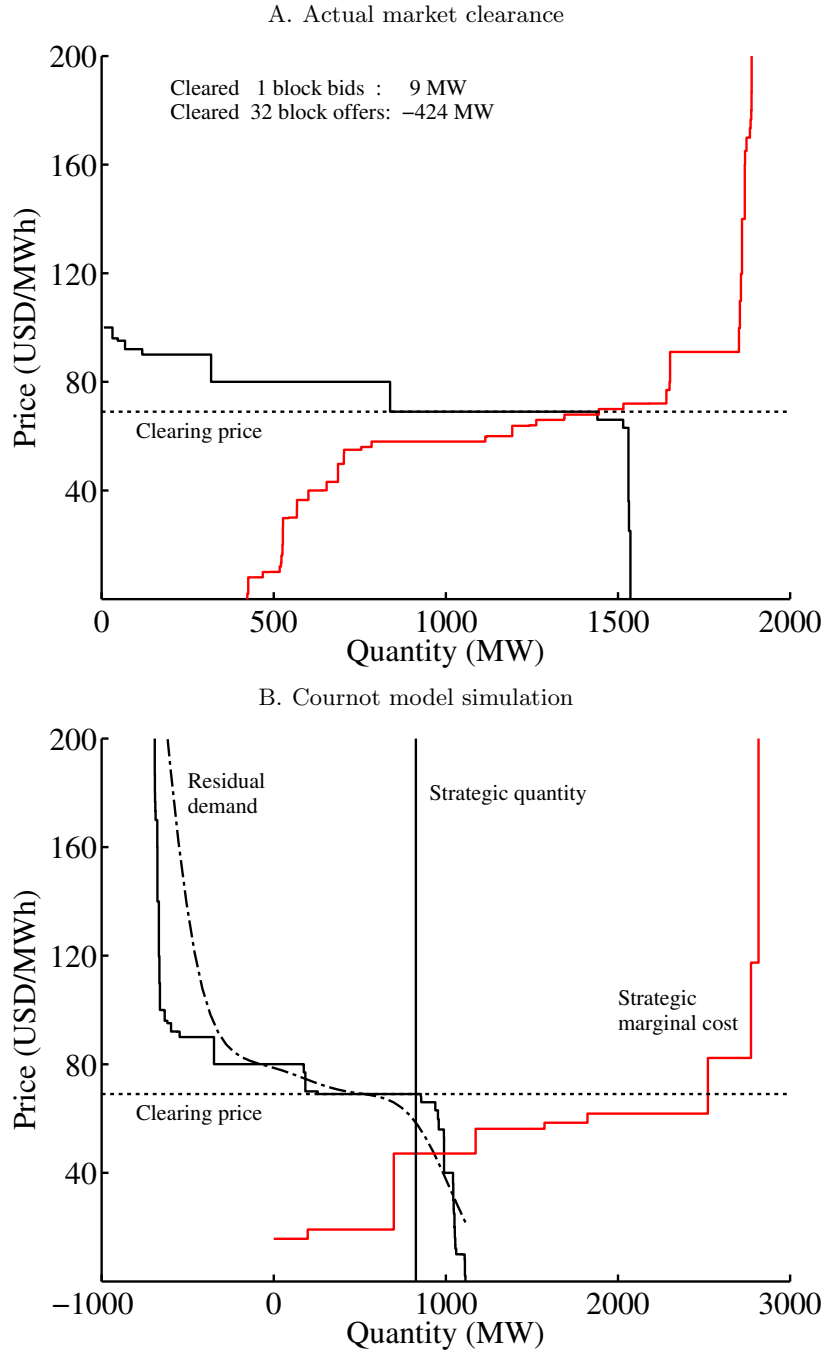 A. Actual market clearance
200
160
120
80
40
Price (USD/MWh)
Cleared 1 block bids : 9 MW
Cleared 32 block offers: −424 MW
Clearing price
0 500 1000 1500 2000
Quantity (MW)
B. Cournot model simulation
200
160
120
80
40
Price (USD/MWh)
Residual
demand
Strategic quantity
Strategic
marginal cost
Clearing price
−1000 0 1000 2000 3000
Quantity (MW)